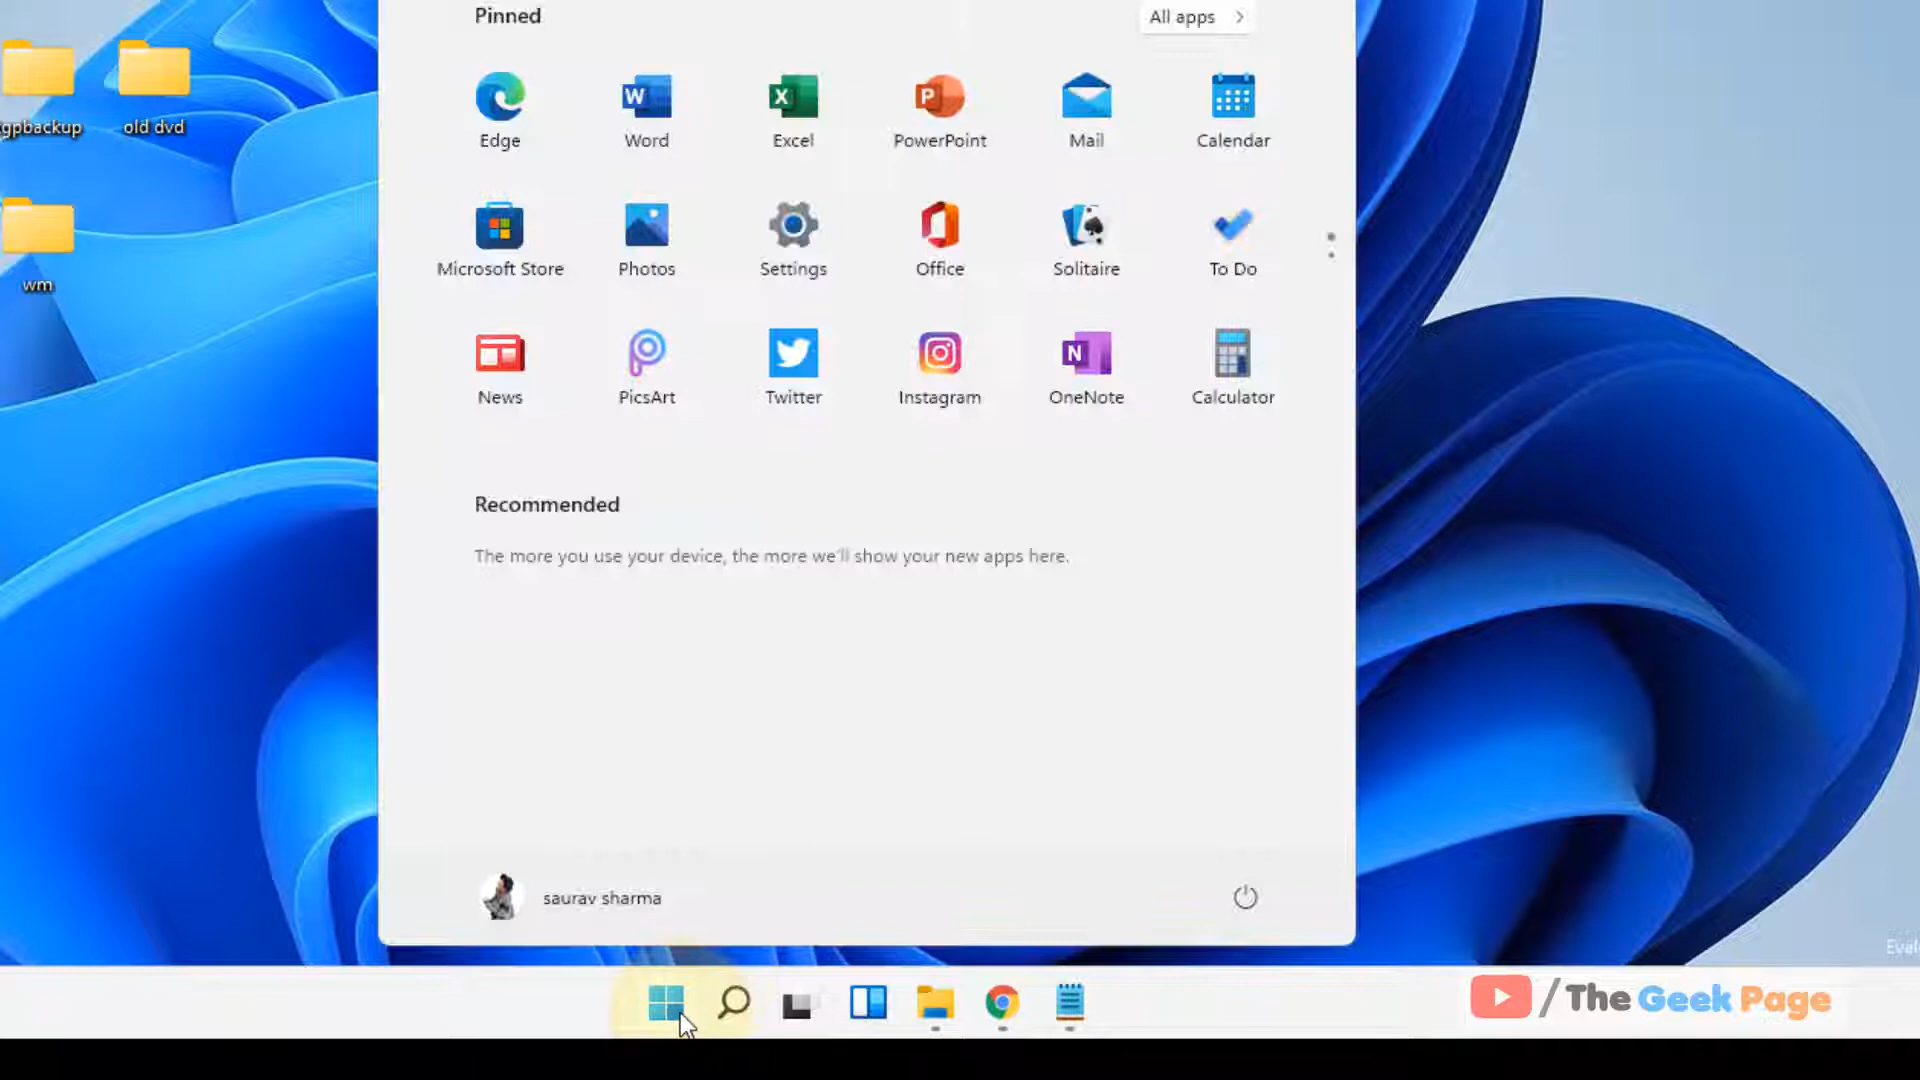 Pinned
All apps
gpbackup
old dvd
Edge
Word
Excel
PowerPoint
Mail
Calendar
wm
Microsoft Store
Photos
Settings
Office
Solitaire
To Do
News
PicsArt
Twitter
Instagram
OneNote
Calculator
Recommended
The more you use your device, the more we'll show your new apps here.
saurav sharma
Eval
/The Geek Page